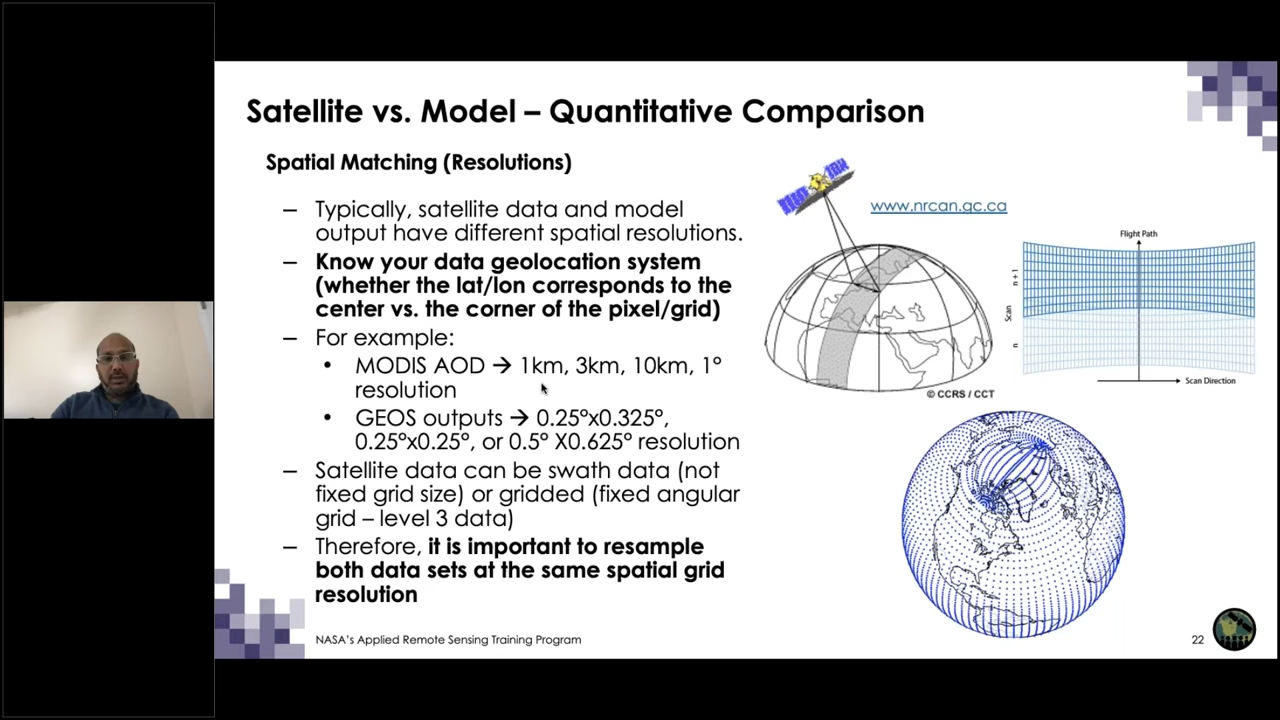 Satellite vs. Model – Quantitative Comparison
Spatial Matching (Resolutions)
– Typically, satellite data and model
output have different spatial resolutions.
– Know your data geolocation system
(whether the lat/lon corresponds to the
center vs. the corner of the pixel/grid)
– For example:
• MODIS AOD → 1km, 3km, 10km, 1°
resolution
• GEOS outputs → 0.25°x0.325°,
0.25°x0.25°, or 0.5° X0.625° resolution
– Satellite data can be swath data (not
fixed grid size) or gridded (fixed angular
grid – level 3 data)
– Therefore, it is important to resample
both data sets at the same spatial grid
resolution
www.nrcan.gc.ca
© CCRS / CCT
Flight Path
n + 1
Scan
n
Scan Direction
NASA's Applied Remote Sensing Training Program
22